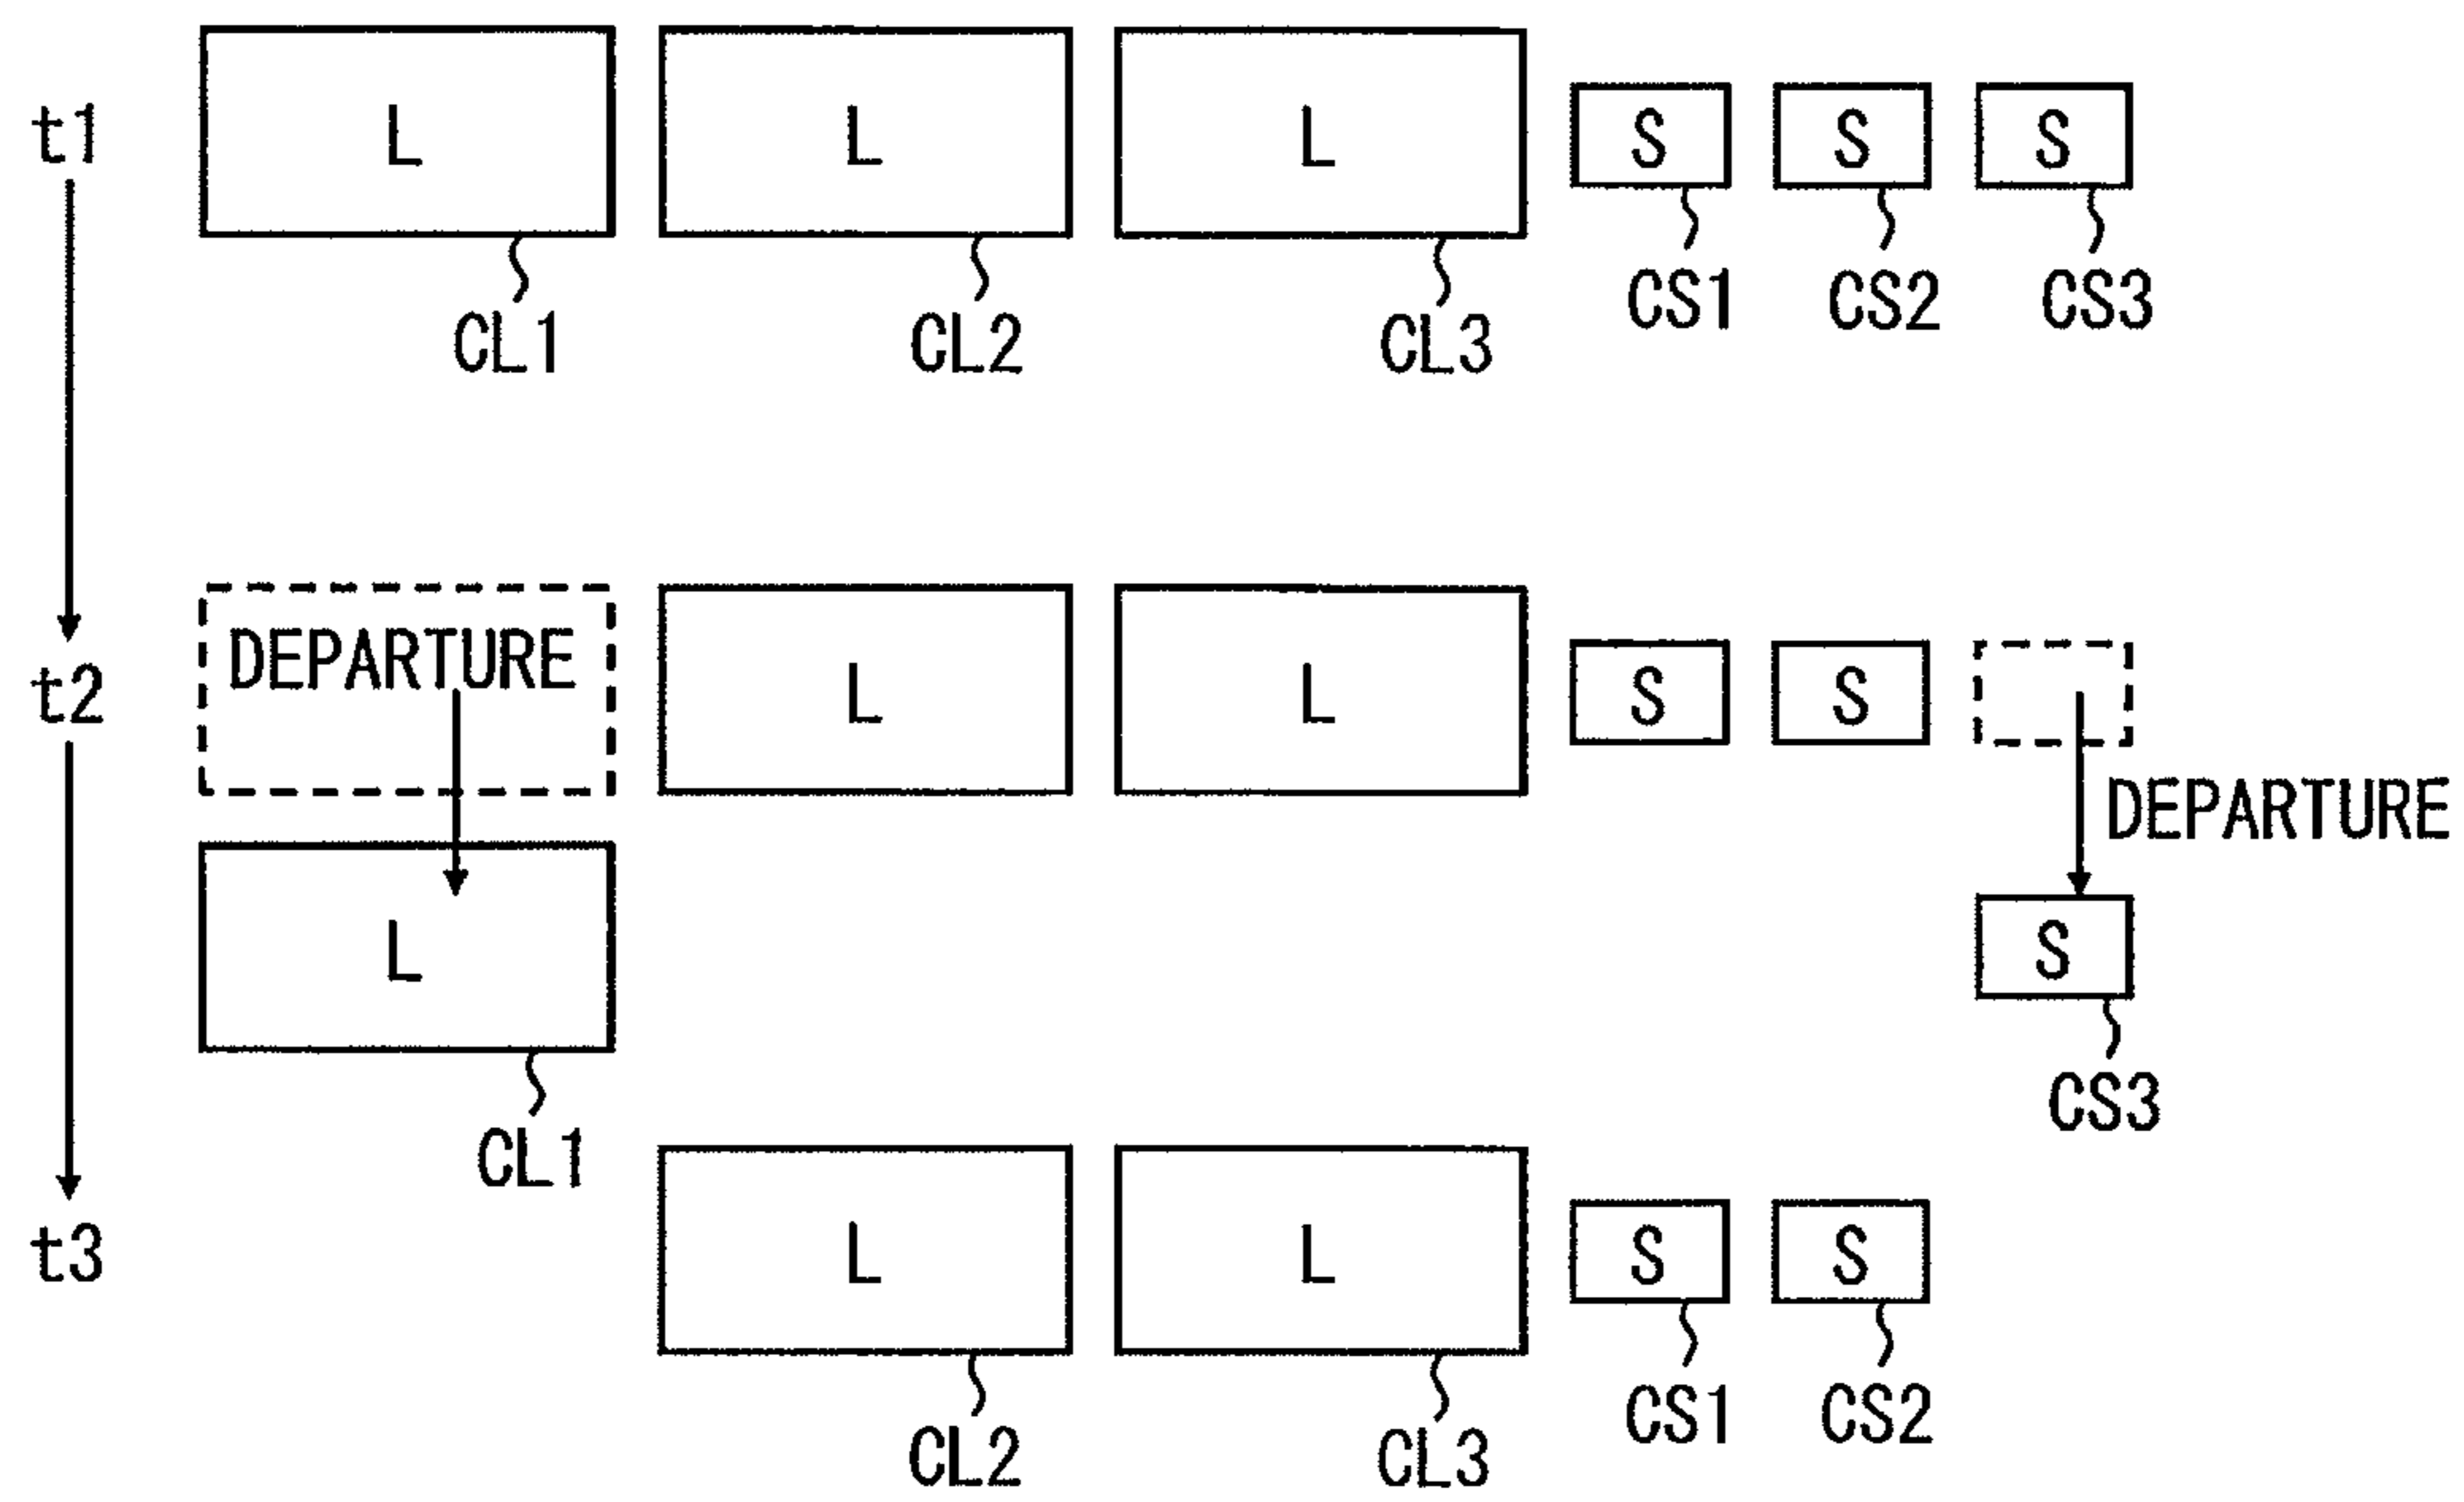 t1 L L L S S S
CL1 CL2 CL3 CS1 CS2 CS3
t2 DEPARTURE L L S S
DEPARTURE
L S
CL1 CS3
t3 L L S S
CL2 CL3 CS1 CS2